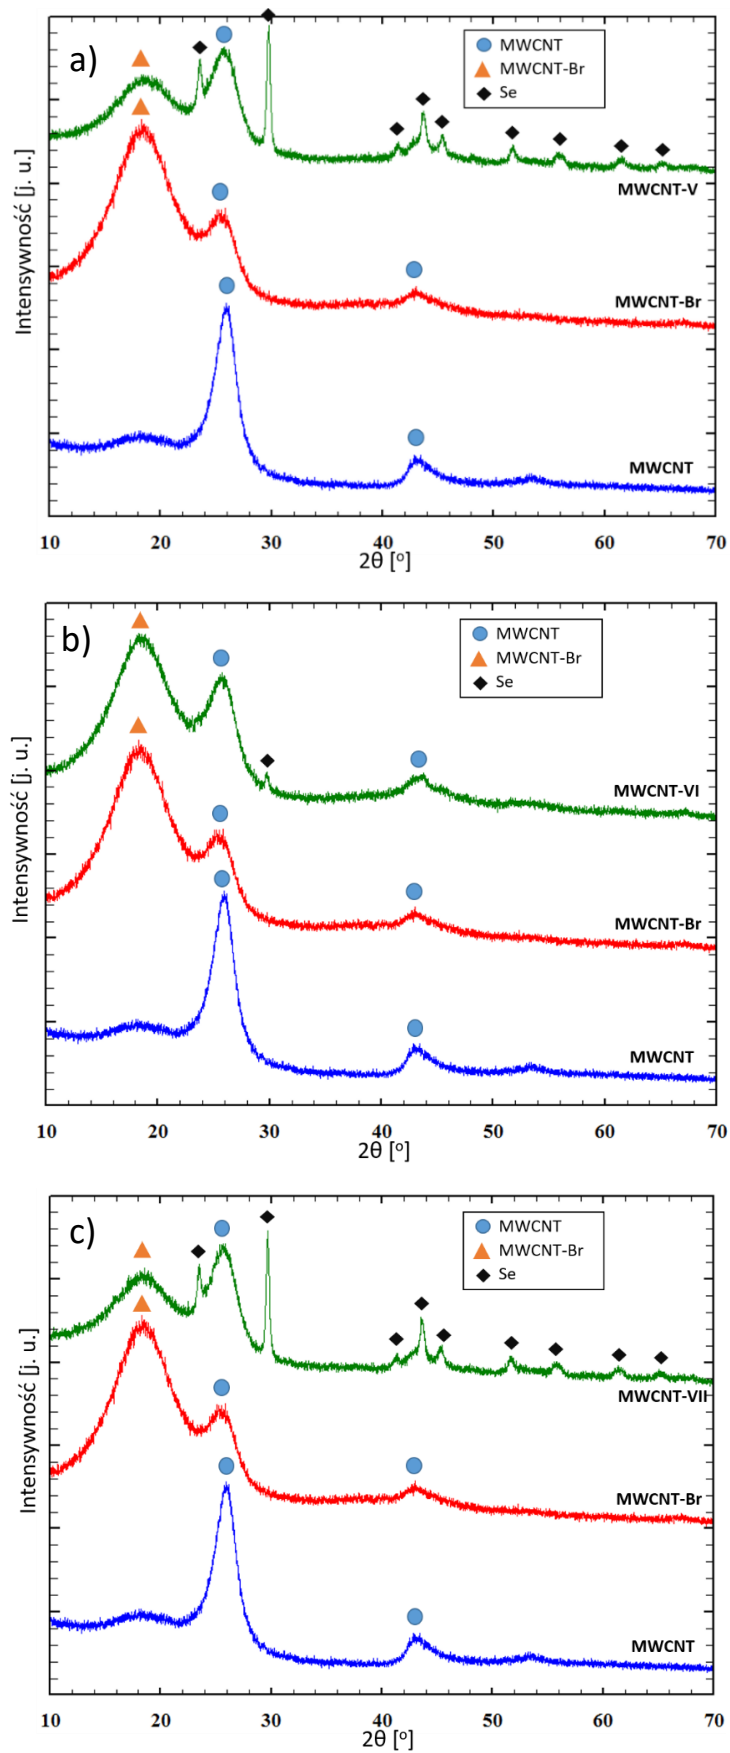 a)
MWCNT
MWCNT-Br
Se
MWCNT-V
MWCNT-Br
MWCNT
Intensywność [j. u.]
10 20 30 40 50 60 70
2θ [o]
b)
MWCNT
MWCNT-Br
Se
MWCNT-VI
MWCNT-Br
MWCNT
Intensywność [j. u.]
10 20 30 40 50 60 70
2θ [o]
c)
MWCNT
MWCNT-Br
Se
MWCNT-VII
MWCNT-Br
MWCNT
Intensywność [j. u.]
10 20 30 40 50 60 70
2θ [o]